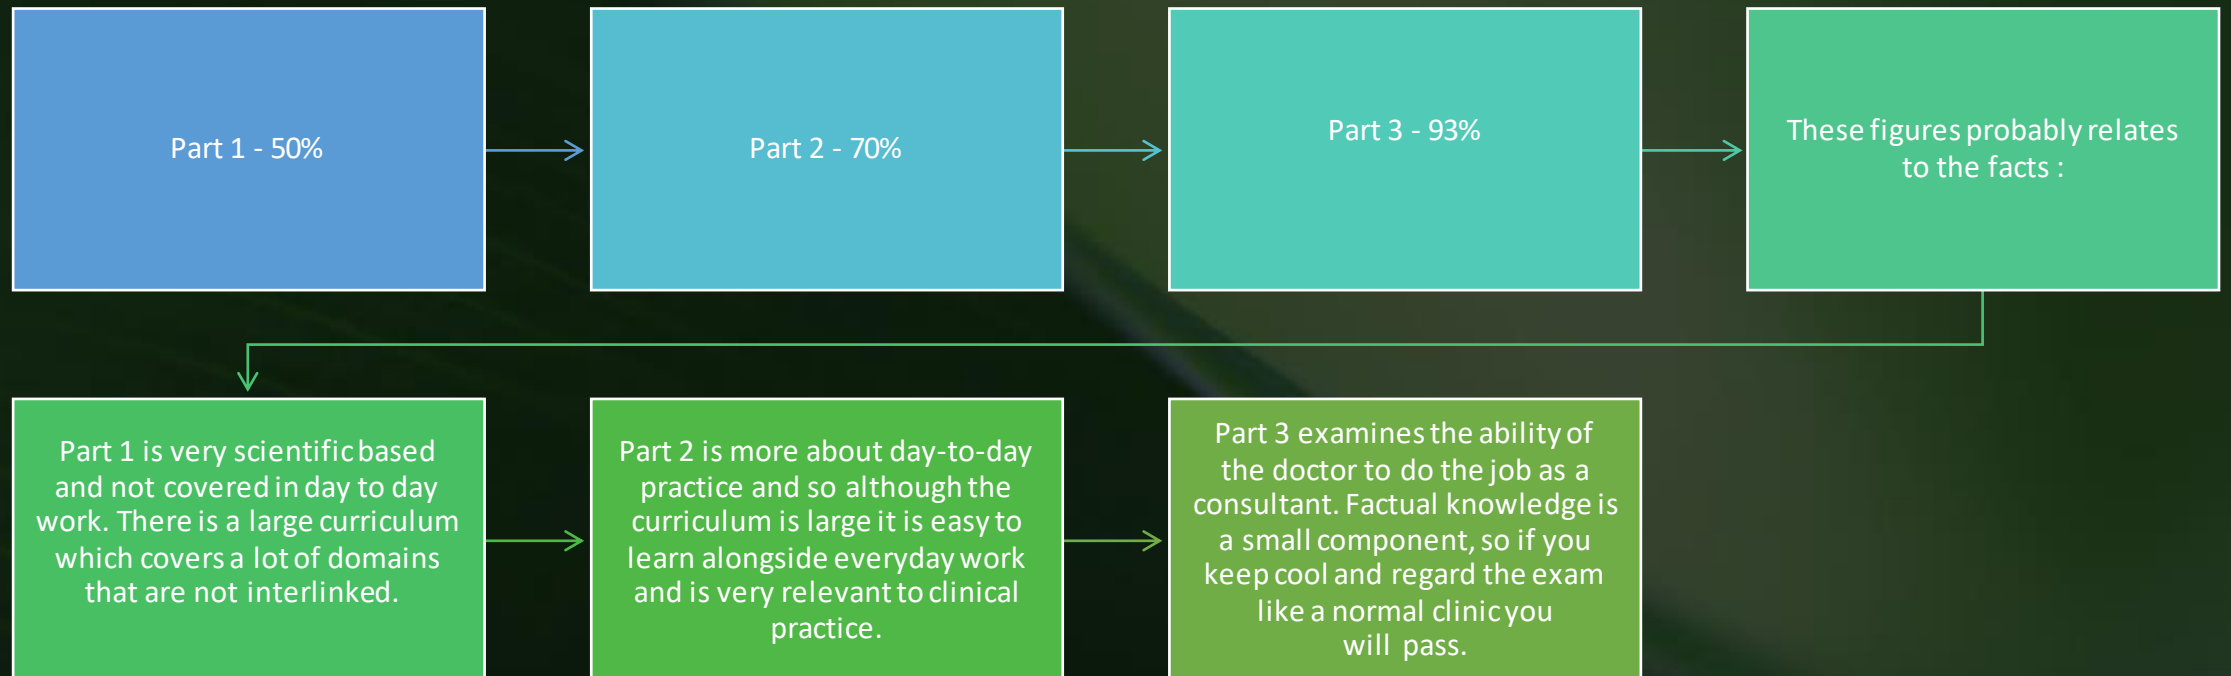 Part 1 - 50%
Part 2 - 70%
Part 3 - 93%
These figures probably relates
to the facts :
Part 1 is very scientific based
and not covered in day to day
work. There is a large curriculum
which covers a lot of domains
that are not interlinked.
Part 2 is more about day-to-day
practice and so although the
curriculum is large it is easy to
learn alongside everyday work
and is very relevant to clinical
practice.
Part 3 examines the ability of
the doctor to do the job as a
consultant. Factual knowledge is
a small component, so if you
keep cool and regard the exam
like a normal clinic you
will pass.